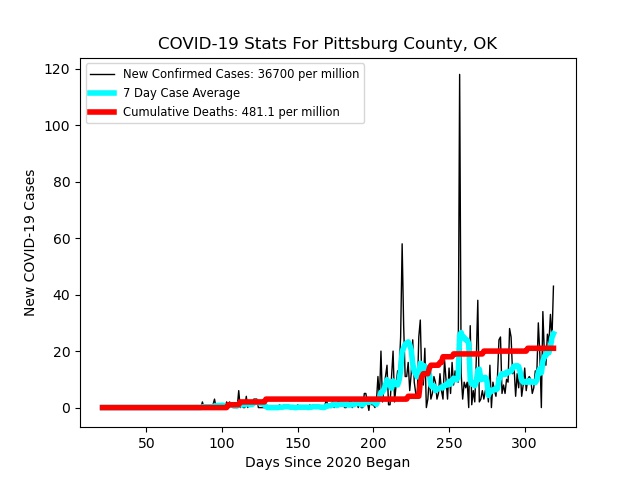 COVID-19 Stats For Pittsburg County, OK
New Confirmed Cases: 36700 per million
7 Day Case Average
Cumulative Deaths: 481.1 per million
New COVID-19 Cases
120
100
80
60
40
20
0
50 100 150 200 250 300
Days Since 2020 Began